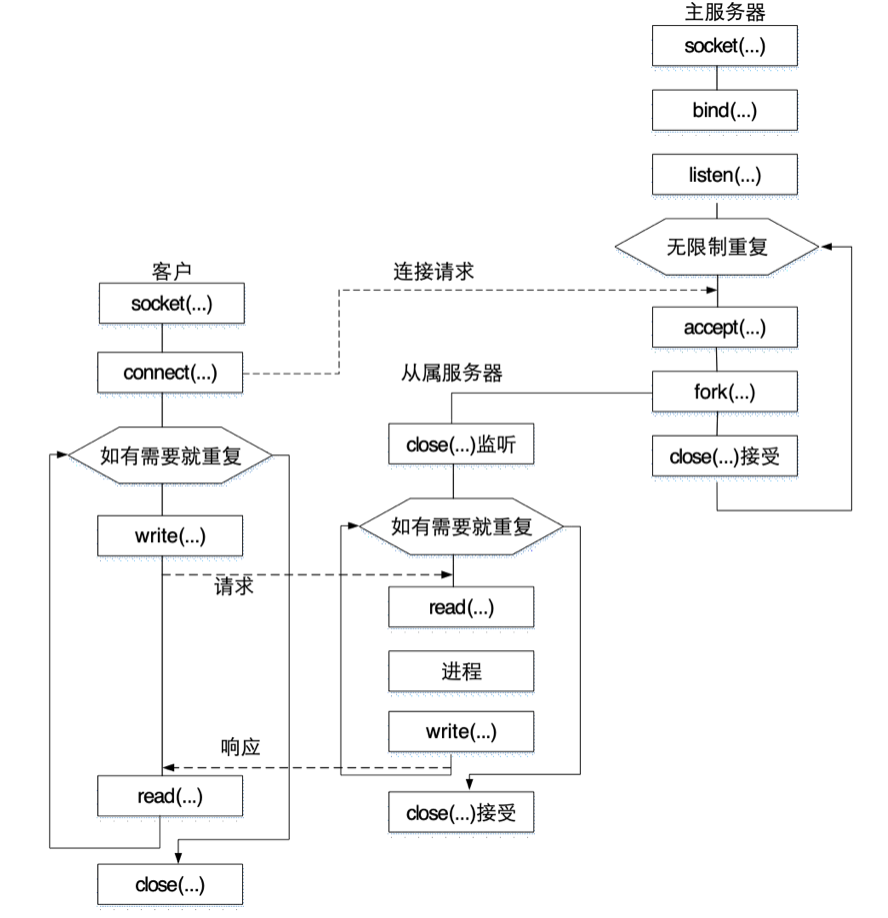 主服务器
socket(...)
bind(...)
listen(...)
无限制重复
客户
连接请求
socket(...)
accept(...)
connect(...)
从属服务器
fork(...)
close(...)监听
close(...)接受
如有需要就重复
如有需要就重复
write(...)
请求
read(...)
进程
write(...)
响应
read(...)
close(...)接受
close(...)